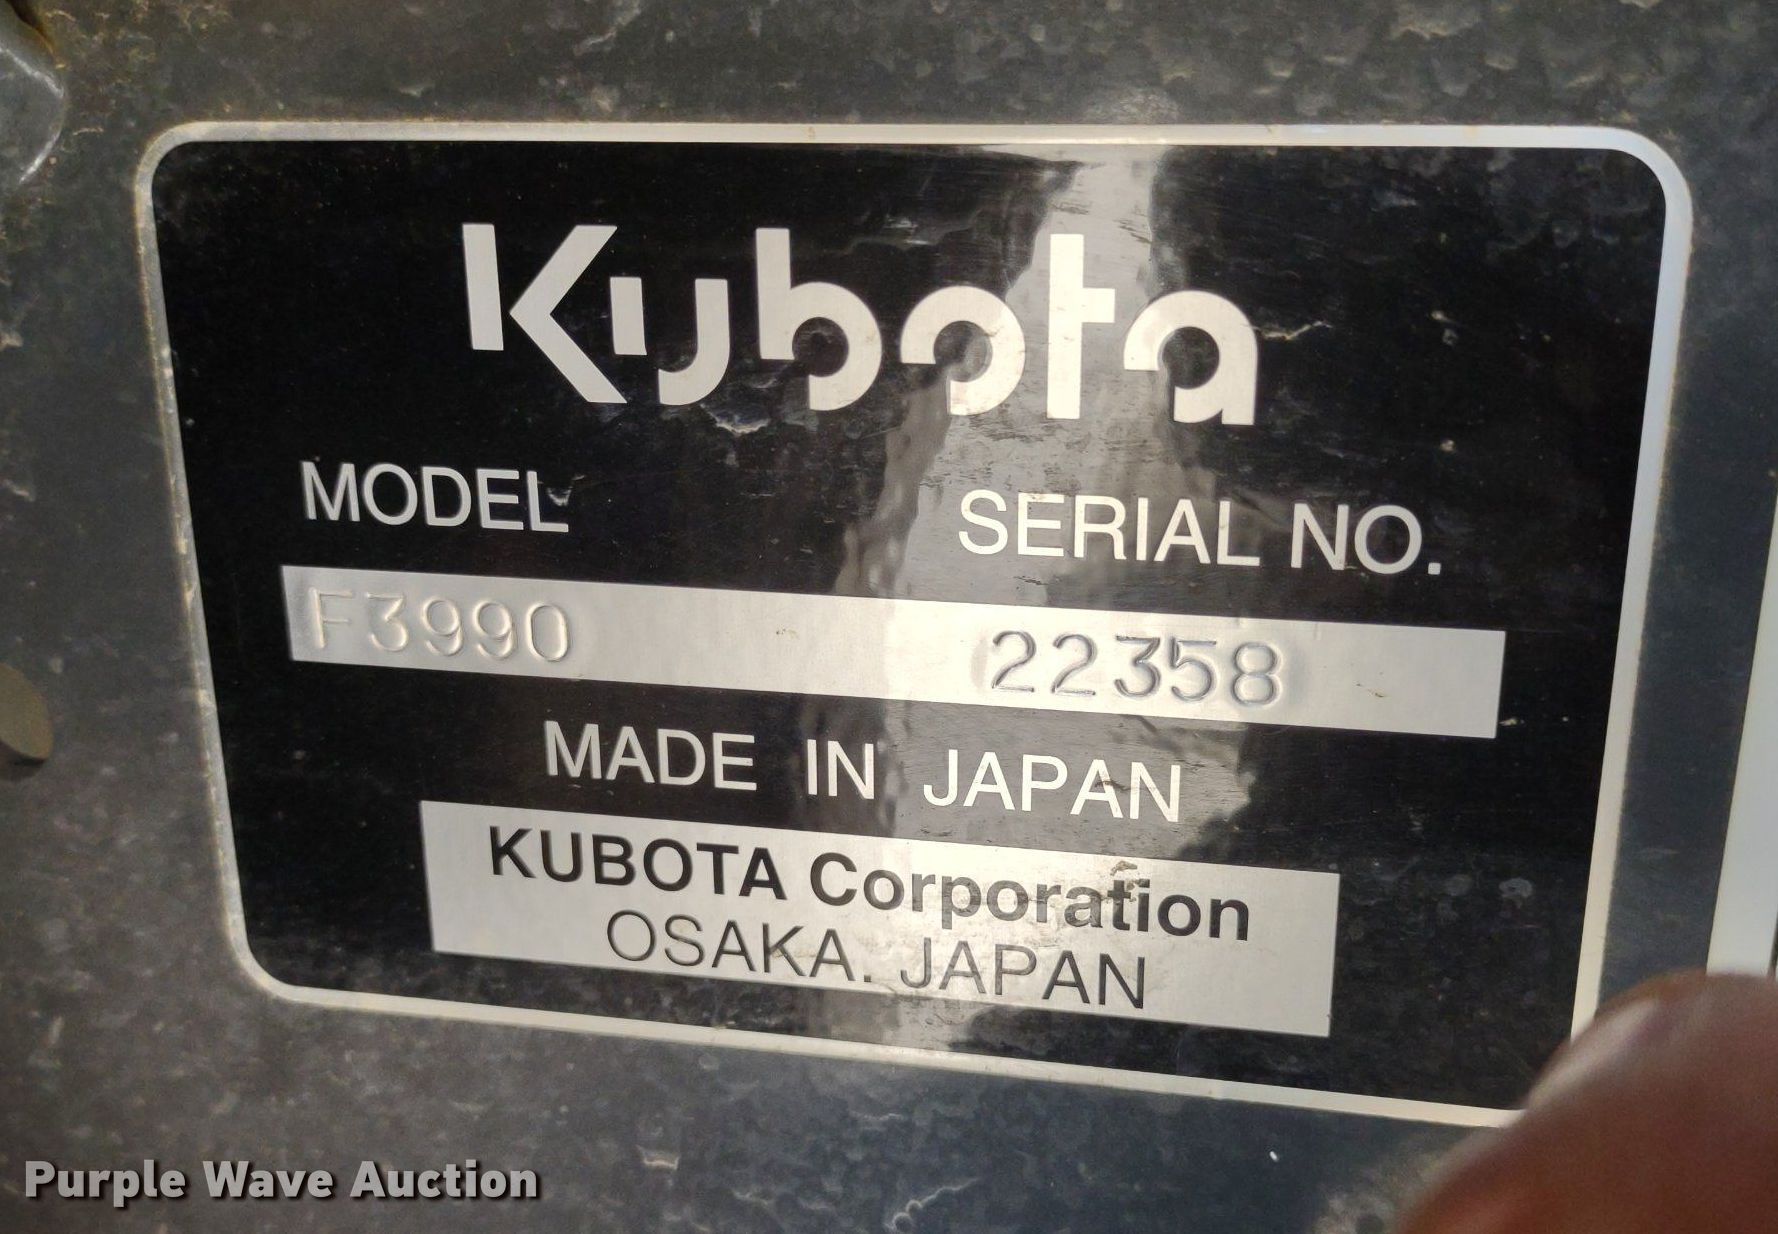 Kubota
MODEL SERIAL NO.
F3990 22358
MADE IN JAPAN
KUBOTA Corporation
OSAKA. JAPAN
Purple Wave Auction